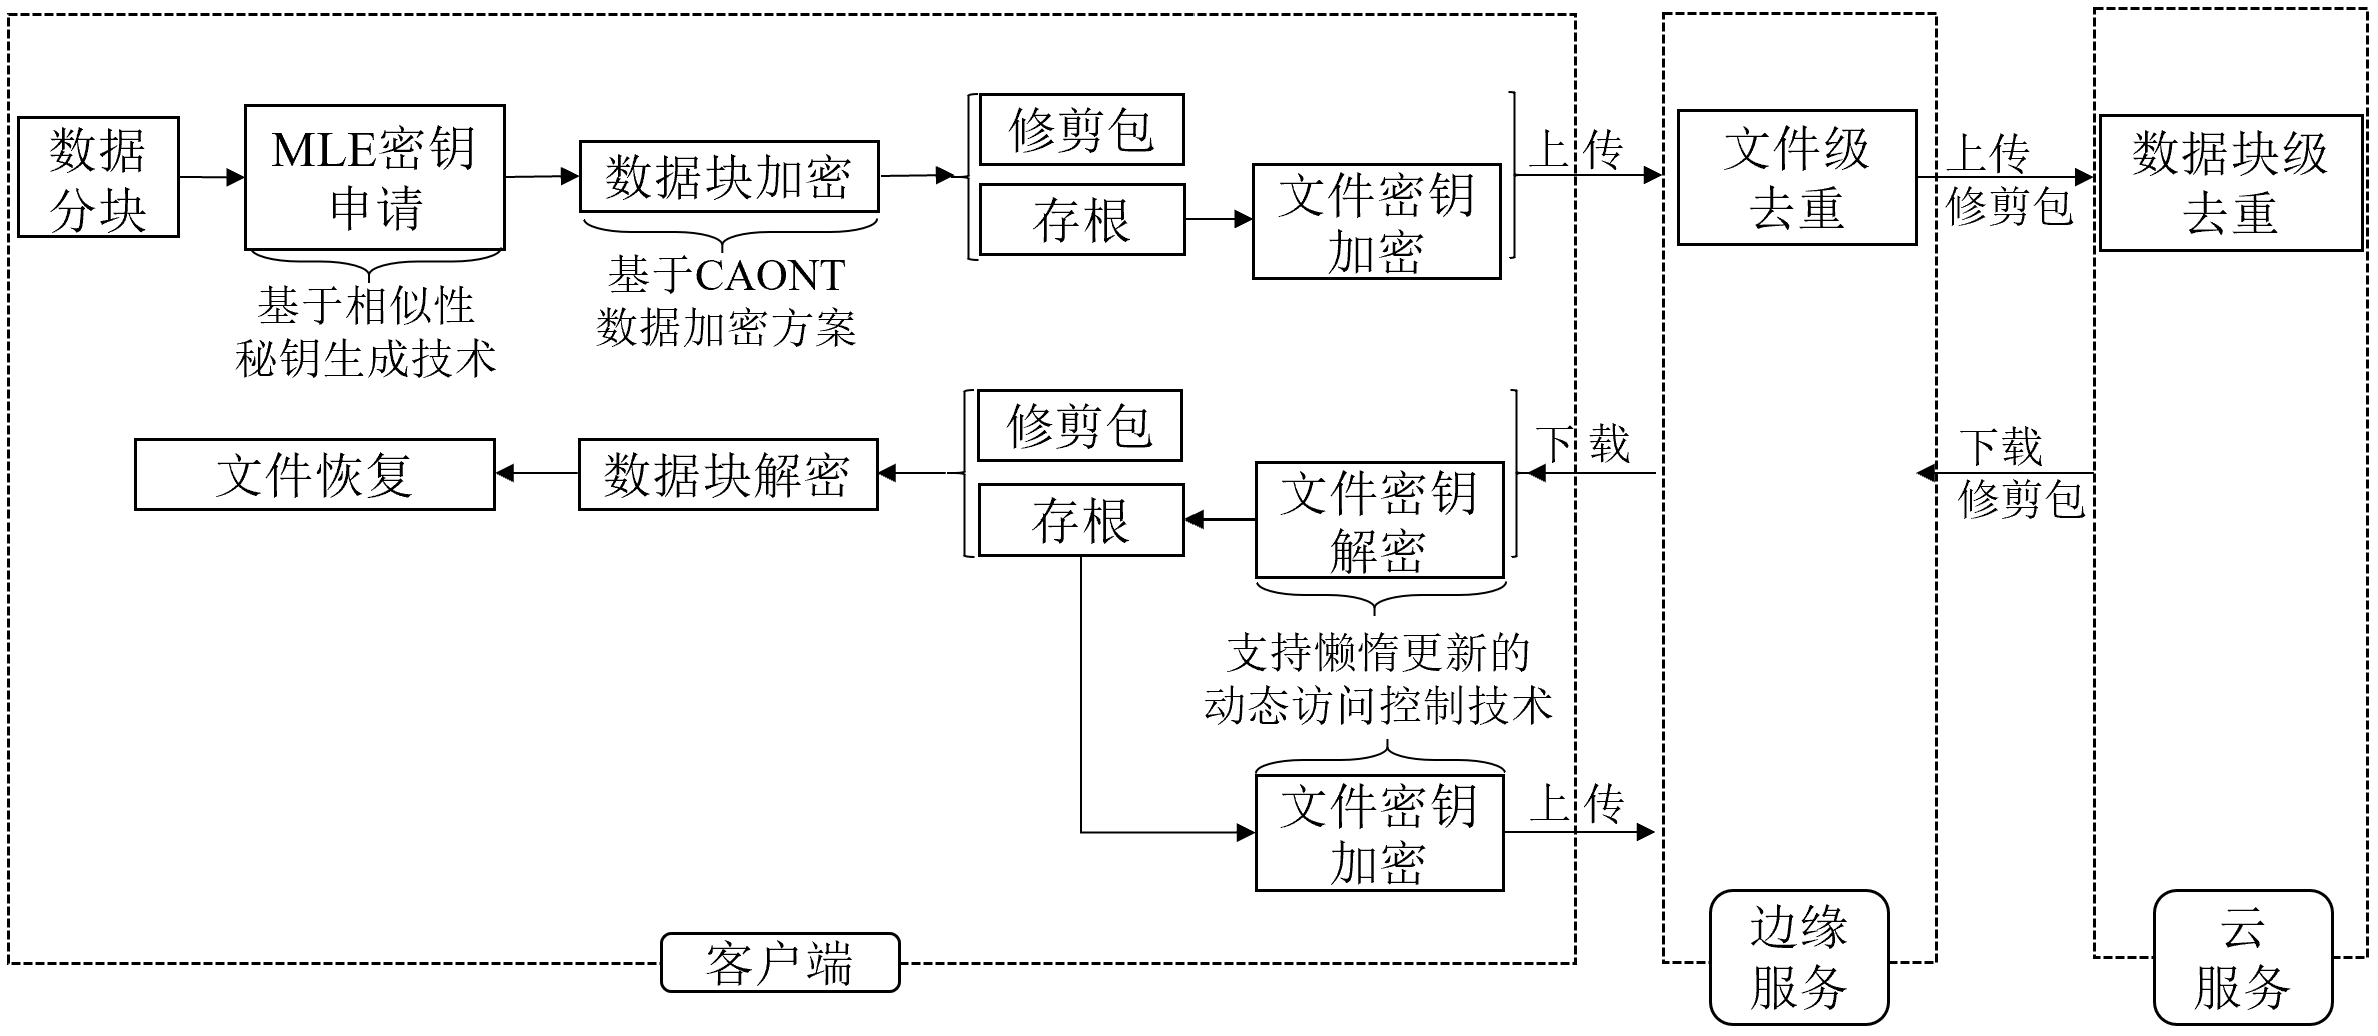 数据
分块
MLE密钥
申请
基于相似性
秘钥生成技术
数据块加密
基于CAONT
数据加密方案
修剪包
存根
文件密钥
加密
上传
文件级
去重
上传
修剪包
数据块级
去重
文件恢复
数据块解密
修剪包
存根
文件密钥
解密
下载
下载
修剪包
支持懒惰更新的
动态访问控制技术
文件密钥
加密
上传
客户端
边缘
服务
云
服务